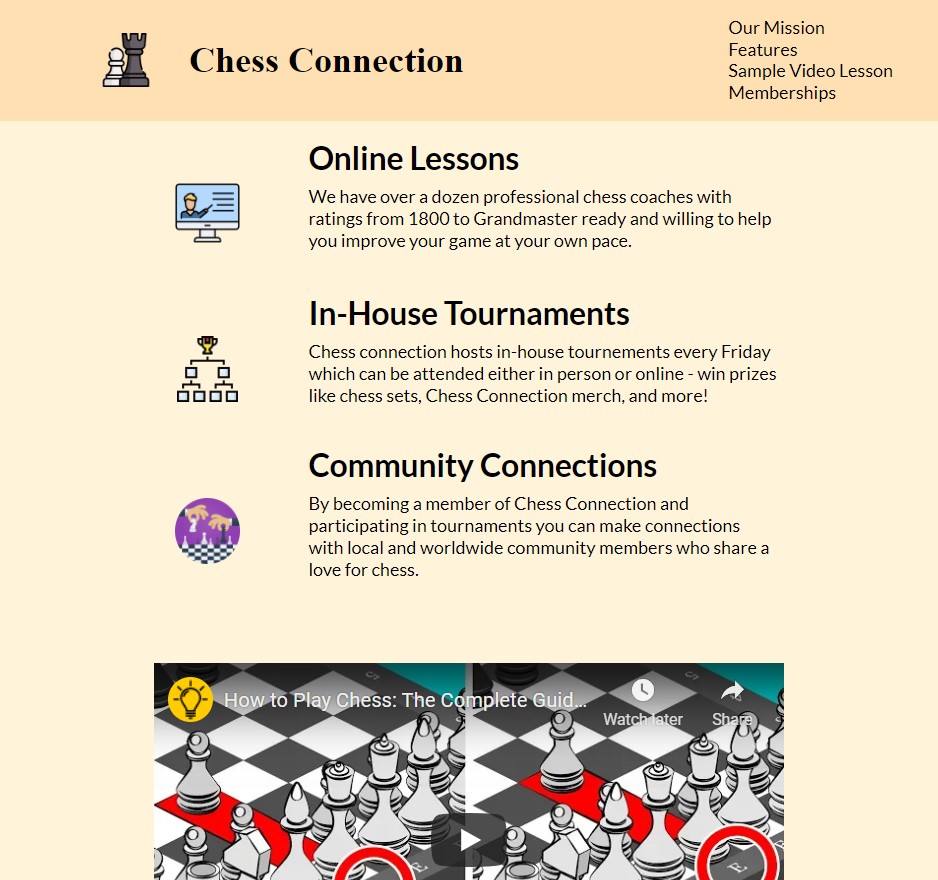 Chess Connection
Our Mission
Features
Sample Video Lesson
Memberships
Online Lessons
We have over a dozen professional chess coaches with
ratings from 1800 to Grandmaster ready and willing to help
you improve your game at your own pace.
In-House Tournaments
Chess connection hosts in-house tournements every Friday
which can be attended either in person or online - win prizes
like chess sets, Chess Connection merch, and more!
Community Connections
By becoming a member of Chess Connection and
participating in tournaments you can make connections
with local and worldwide community members who share a
love for chess.
How to Play Chess: The Complete Guid...
Watch later
Share
E
E